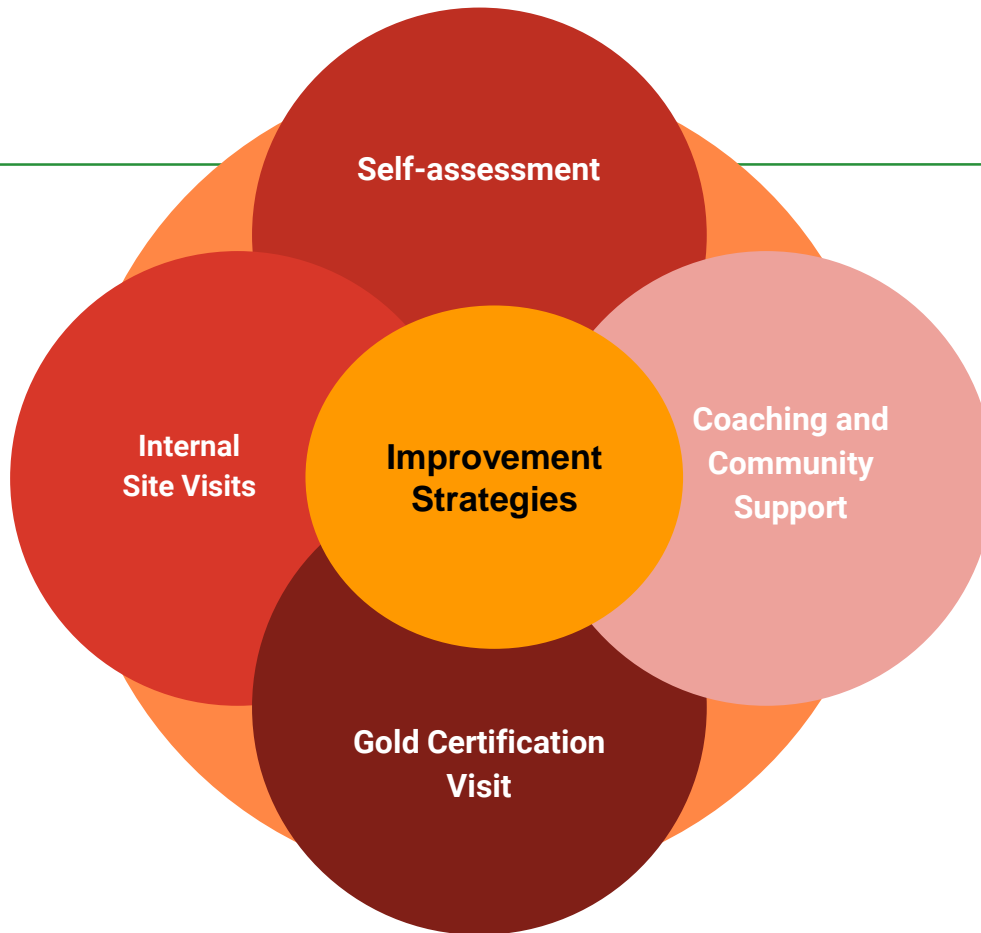 Self-assessment
Internal
Site Visits
Improvement
Strategies
Coaching and
Community
Support
Gold Certification
Visit